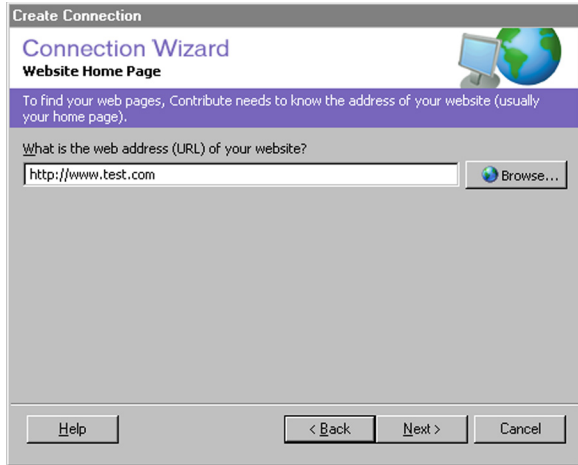 Create Connection
Connection Wizard
Website Home Page
To find your web pages, Contribute needs to know the address of your website (usually
your home page).
What is the web address (URL) of your website?
http://www.test.com
Browse...
Help
< Back
Next >
Cancel